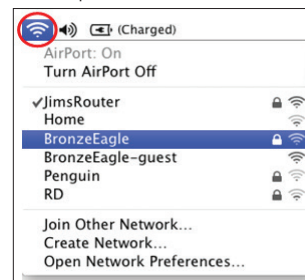 (Charged)
AirPort: On
Turn AirPort Off
✓JimsRouter
Home
BronzeEagle
BronzeEagle-guest
Penguin
RD
Join Other Network...
Create Network...
Open Network Preferences...